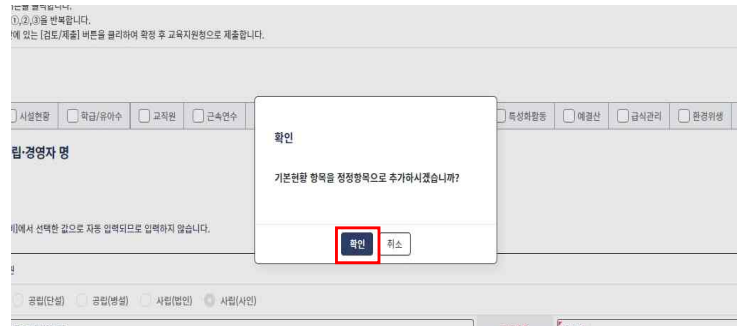 ①,②,③을 반복합니다.
에 있는 [검토/제출] 버튼을 클리하여 확정 후 교육지원청으로 제출합니다.
시설현황 학급/유아수 교직원 근속연수 특성화활동 예결산 급식관리 환경위생
립·경영자 명
확인
기본현황 항목을 정정항목으로 추가하시겠습니까?
에서 선택한 값으로 자동 입력되므로 입력하지 않습니다.
확인 취소
공립(단설) 공립(병설) 사립(법인) 사립(사인)